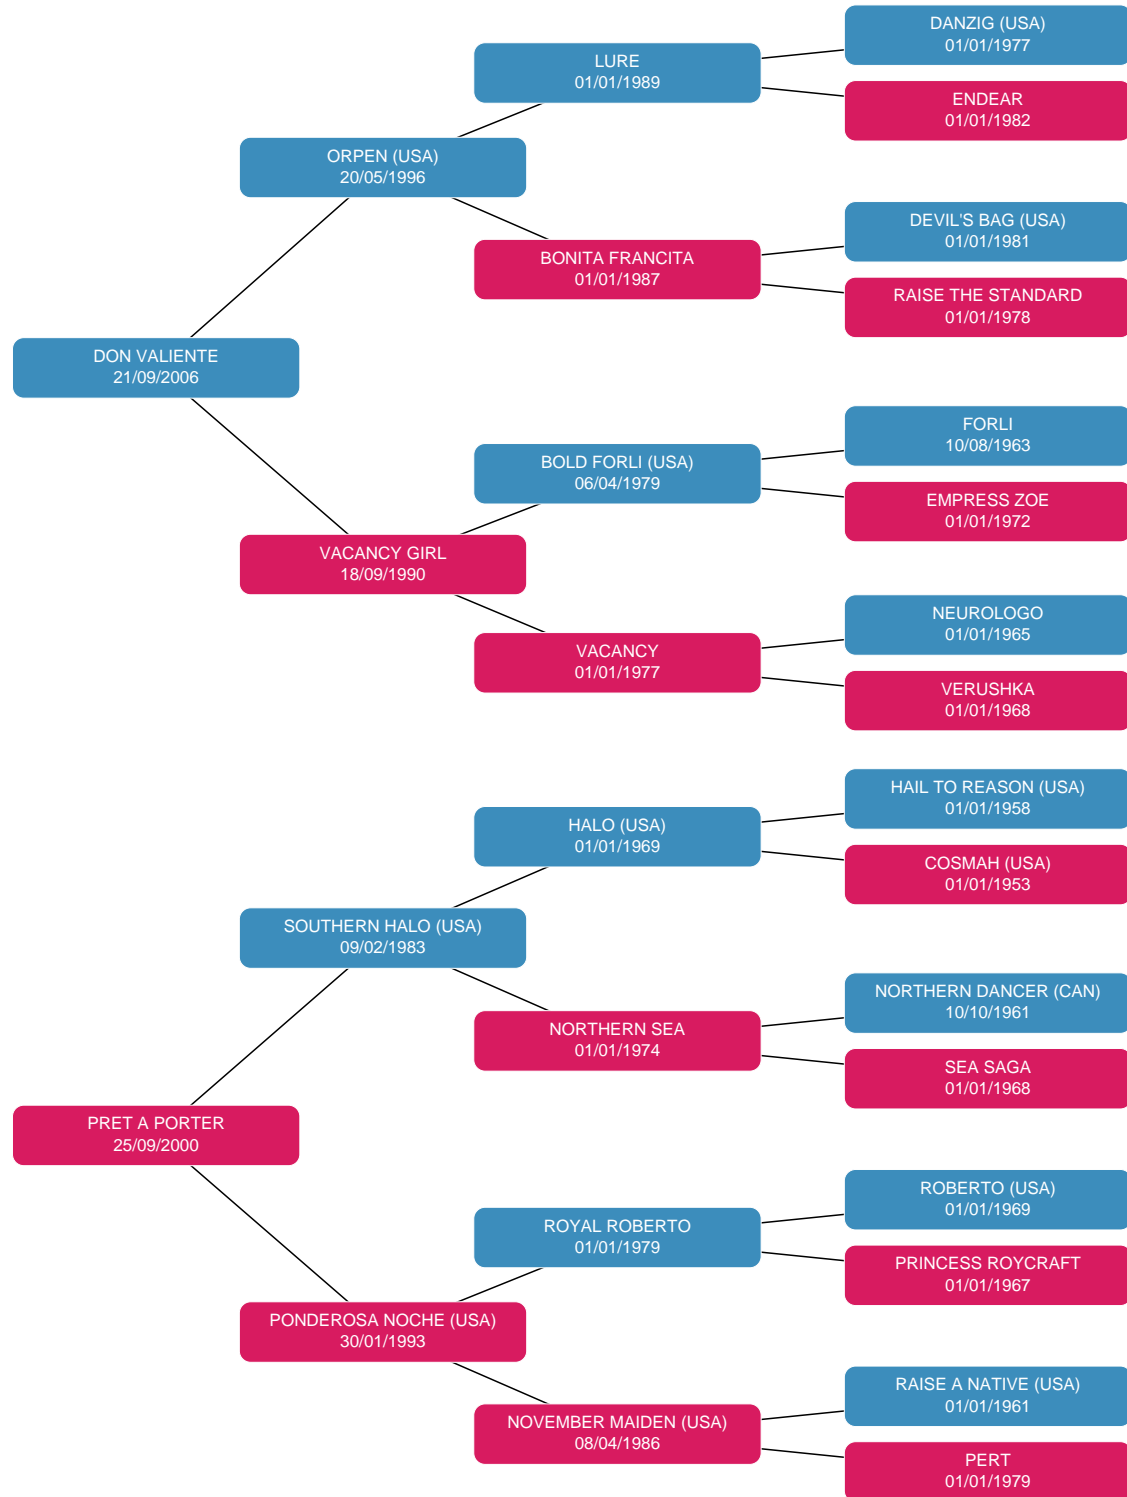 DANZIG (USA)
01/01/1977
LURE
01/01/1989
ENDEAR
01/01/1982
ORPEN (USA)
20/05/1996
DEVIL'S BAG (USA)
01/01/1981
BONITA FRANCITA
01/01/1987
RAISE THE STANDARD
01/01/1978
DON VALIENTE
21/09/2006
FORLI
10/08/1963
BOLD FORLI (USA)
06/04/1979
EMPRESS ZOE
01/01/1972
VACANCY GIRL
18/09/1990
NEUROLOGO
01/01/1965
VACANCY
01/01/1977
VERUSHKA
01/01/1968
HAIL TO REASON (USA)
01/01/1958
HALO (USA)
01/01/1969
COSMAH (USA)
01/01/1953
SOUTHERN HALO (USA)
09/02/1983
NORTHERN DANCER (CAN)
10/10/1961
NORTHERN SEA
01/01/1974
SEA SAGA
01/01/1968
PRET A PORTER
25/09/2000
ROBERTO (USA)
01/01/1969
ROYAL ROBERTO
01/01/1979
PRINCESS ROYCRAFT
01/01/1967
PONDEROSA NOCHE (USA)
30/01/1993
RAISE A NATIVE (USA)
01/01/1961
NOVEMBER MAIDEN (USA)
08/04/1986
PERT
01/01/1979